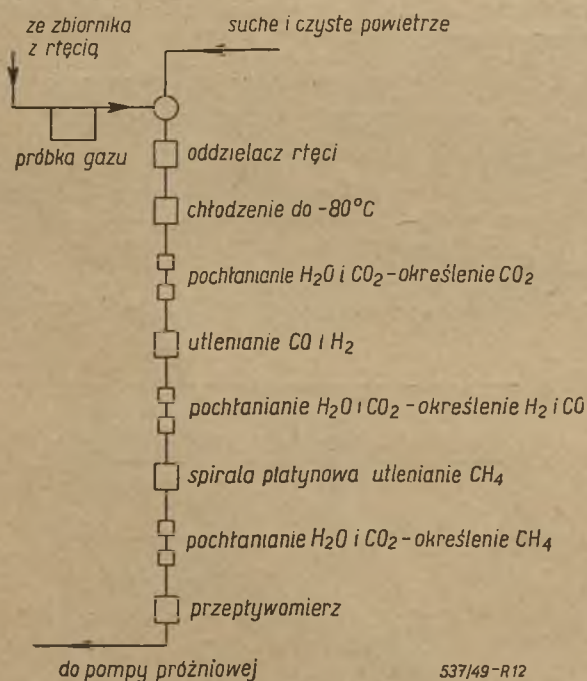 ze zbiornika
z rtęcią
suche i czyste powietrze
próbka gazu
oddzielacz rtęci
chłodzenie do -80°C
pochłanianie H₂O i CO₂ - określenie CO₂
utlenianie CO i H₂
pochłanianie H₂O i CO₂ - określenie H₂ i CO
spirala platynowa utlenianie CH₄
pochłanianie H₂O i CO₂ - określenie CH₄
przepływomierz
do pompy próżniowej
537/49-R12